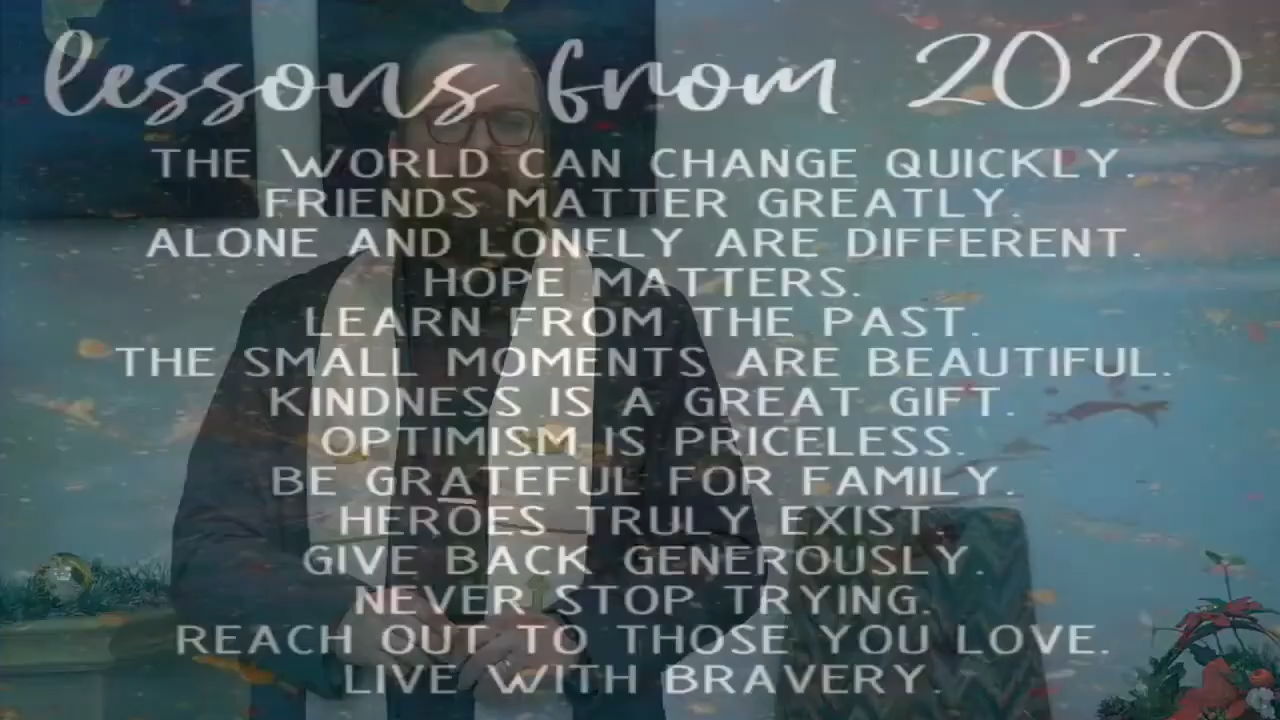 lessons from 2020
THE WORLD CAN CHANGE QUICKLY.
FRIENDS MATTER GREATLY.
ALONE AND LONELY ARE DIFFERENT.
HOPE MATTERS.
LEARN FROM THE PAST.
THE SMALL MOMENTS ARE BEAUTIFUL.
KINDNESS IS A GREAT GIFT.
OPTIMISM IS PRICELESS.
BE GRATEFUL FOR FAMILY.
HEROES TRULY EXIST.
GIVE BACK GENEROUSLY.
NEVER STOP TRYING.
REACH OUT TO THOSE YOU LOVE.
LIVE WITH BRAVERY.